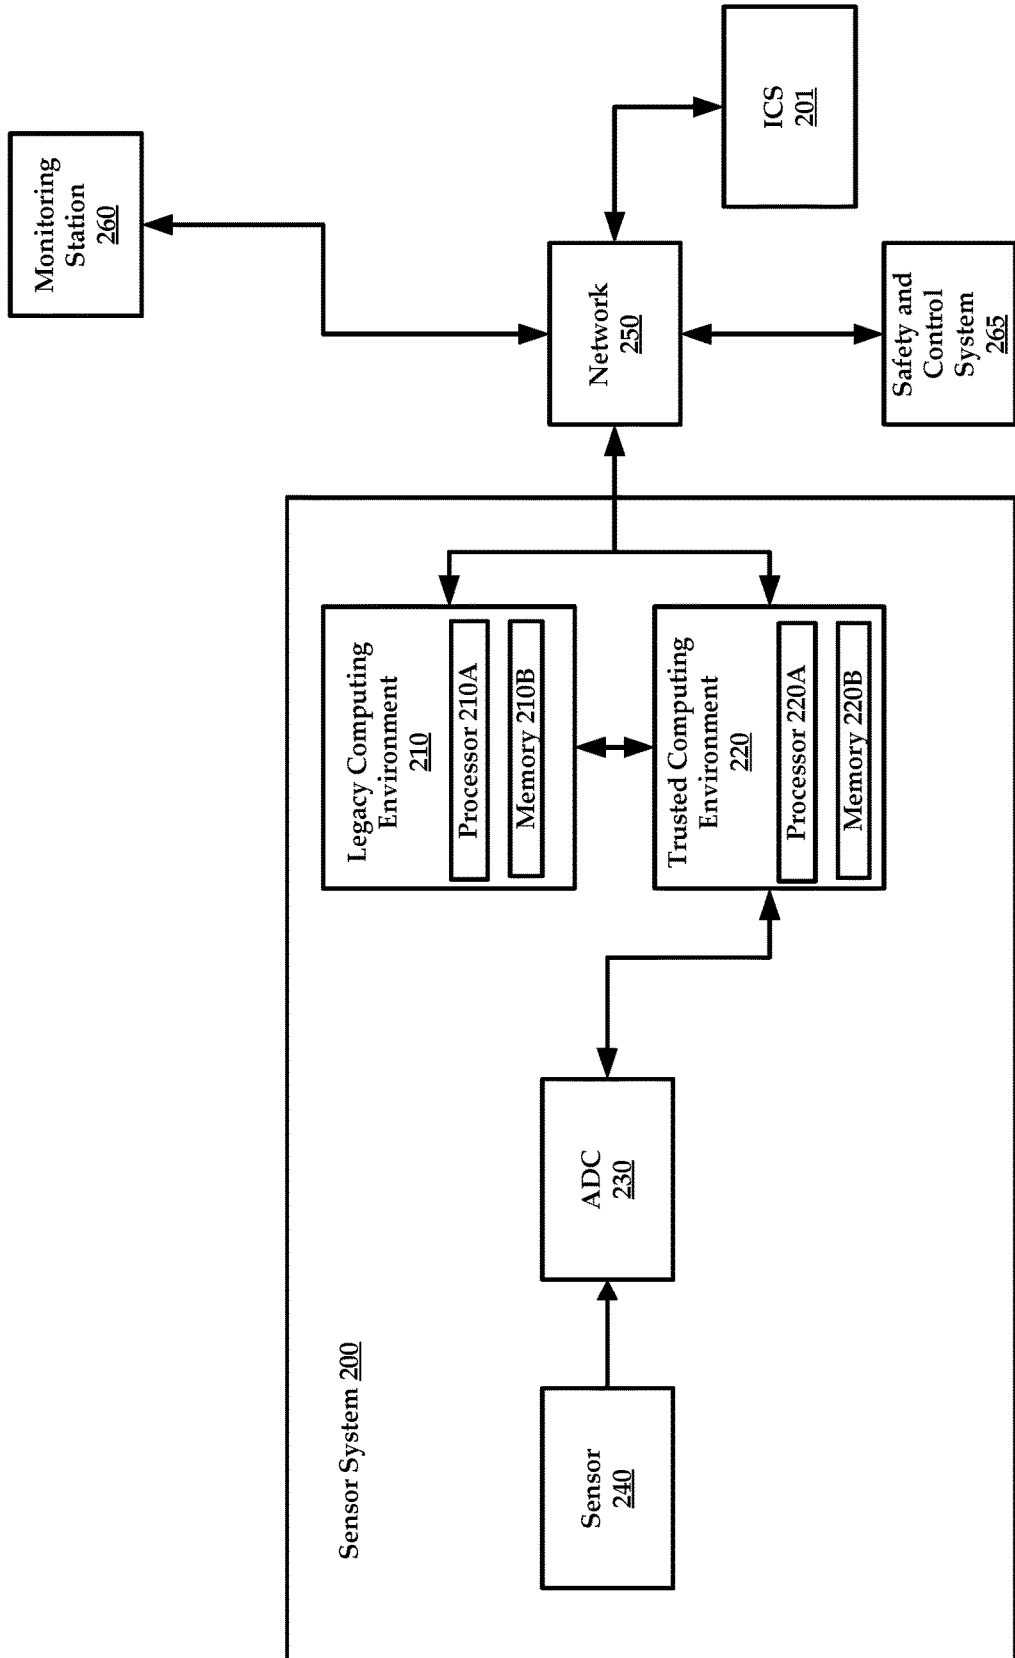 Sensor System 200
Sensor
240
ADC
230
Legacy Computing
Environment
210
Processor 210A
Memory 210B
Trusted Computing
Environment
220
Processor 220A
Memory 220B
Network
250
Monitoring
Station
260
Safety and
Control
System
265
ICS
201